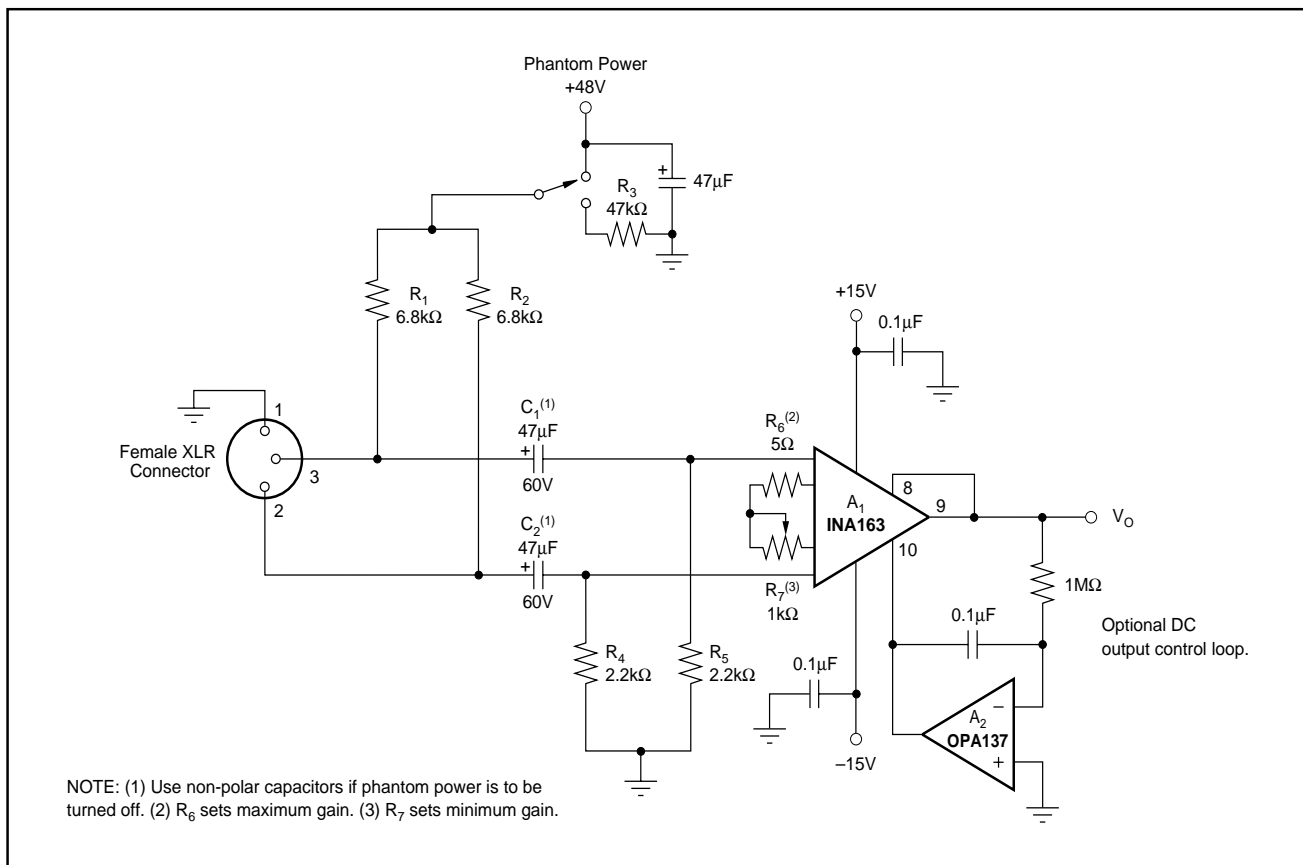 Phantom Power
+48V
+
47μF
R3
47kΩ
R1
6.8kΩ
R2
6.8kΩ
+15V
0.1μF
1
Female XLR
Connector
3
2
C1(1)
47μF
+
60V
C2(1)
47μF
+
60V
R6(2)
5Ω
A1
INA163
8
9
10
VO
R7(3)
1kΩ
1MΩ
0.1μF
Optional DC
output control loop.
R4
2.2kΩ
R5
2.2kΩ
0.1μF
–15V
A2
OPA137
–
+
NOTE: (1) Use non-polar capacitors if phantom power is to be
turned off. (2) R6 sets maximum gain. (3) R7 sets minimum gain.